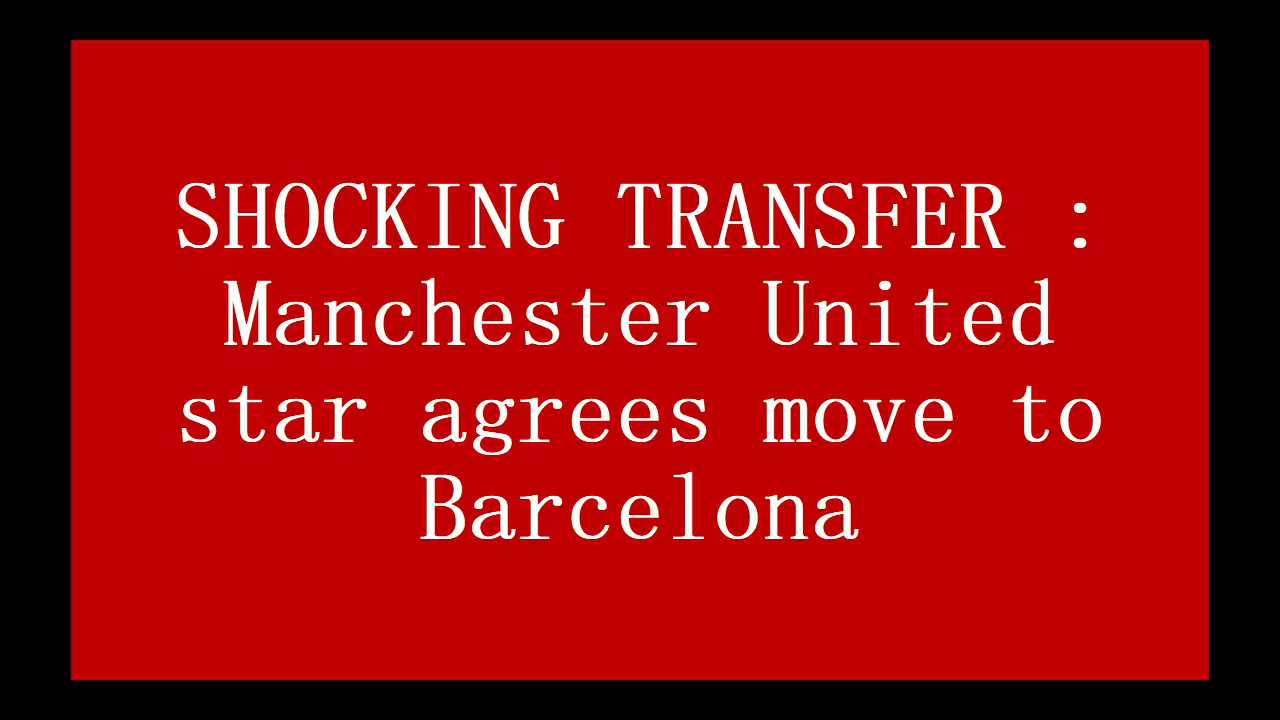 SHOCKING TRANSFER :
Manchester United
star agrees move to
Barcelona